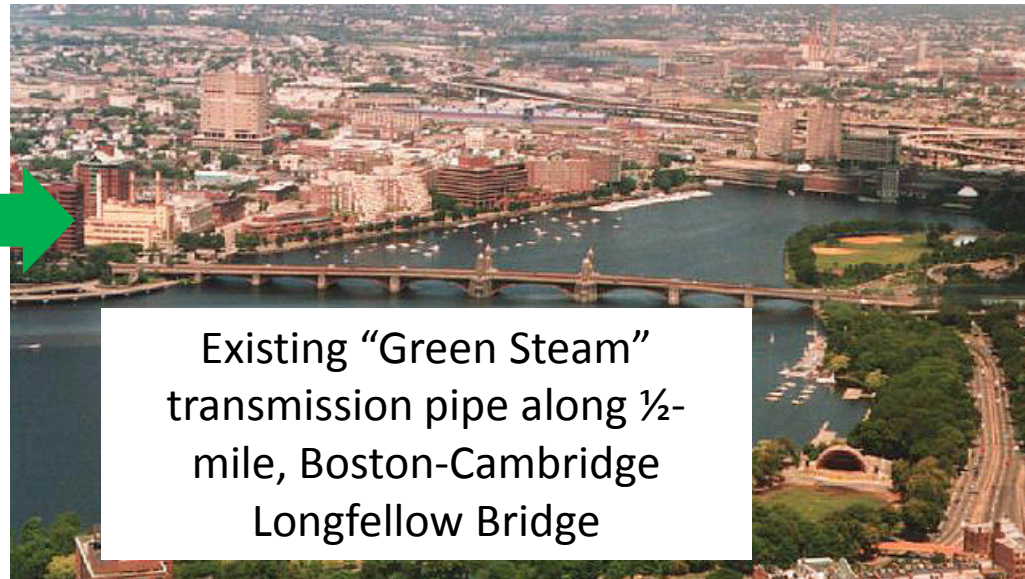 Existing “Green Steam”
transmission pipe along ½-
mile, Boston-Cambridge
Longfellow Bridge